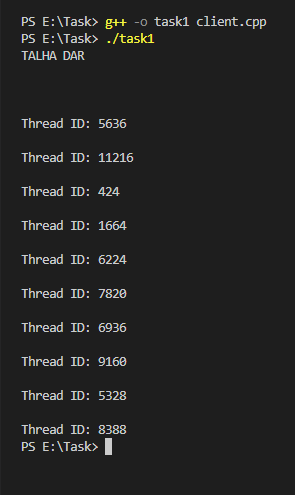 PS E:\Task> g++ -o task1 client.cpp
PS E:\Task> ./task1
TALHA DAR
Thread ID: 5636
Thread ID: 11216
Thread ID: 424
Thread ID: 1664
Thread ID: 6224
Thread ID: 7820
Thread ID: 6936
Thread ID: 9160
Thread ID: 5328
Thread ID: 8388
PS E:\Task>